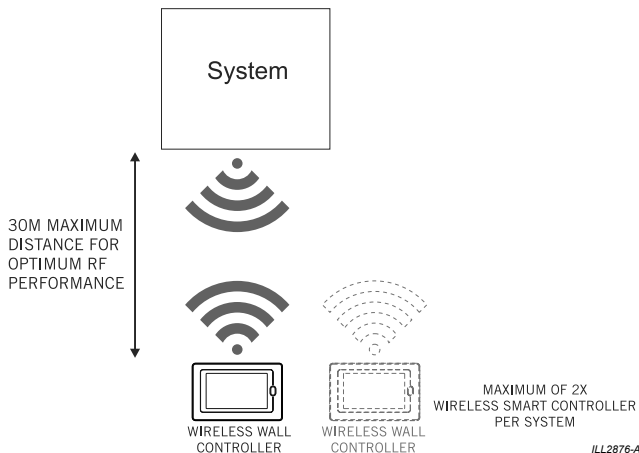 System
30M MAXIMUM
DISTANCE FOR
OPTIMUM RF
PERFORMANCE
WIRELESS WALL
CONTROLLER
WIRELESS WALL
CONTROLLER
MAXIMUM OF 2X
WIRELESS SMART CONTROLLER
PER SYSTEM
ILL2876-A